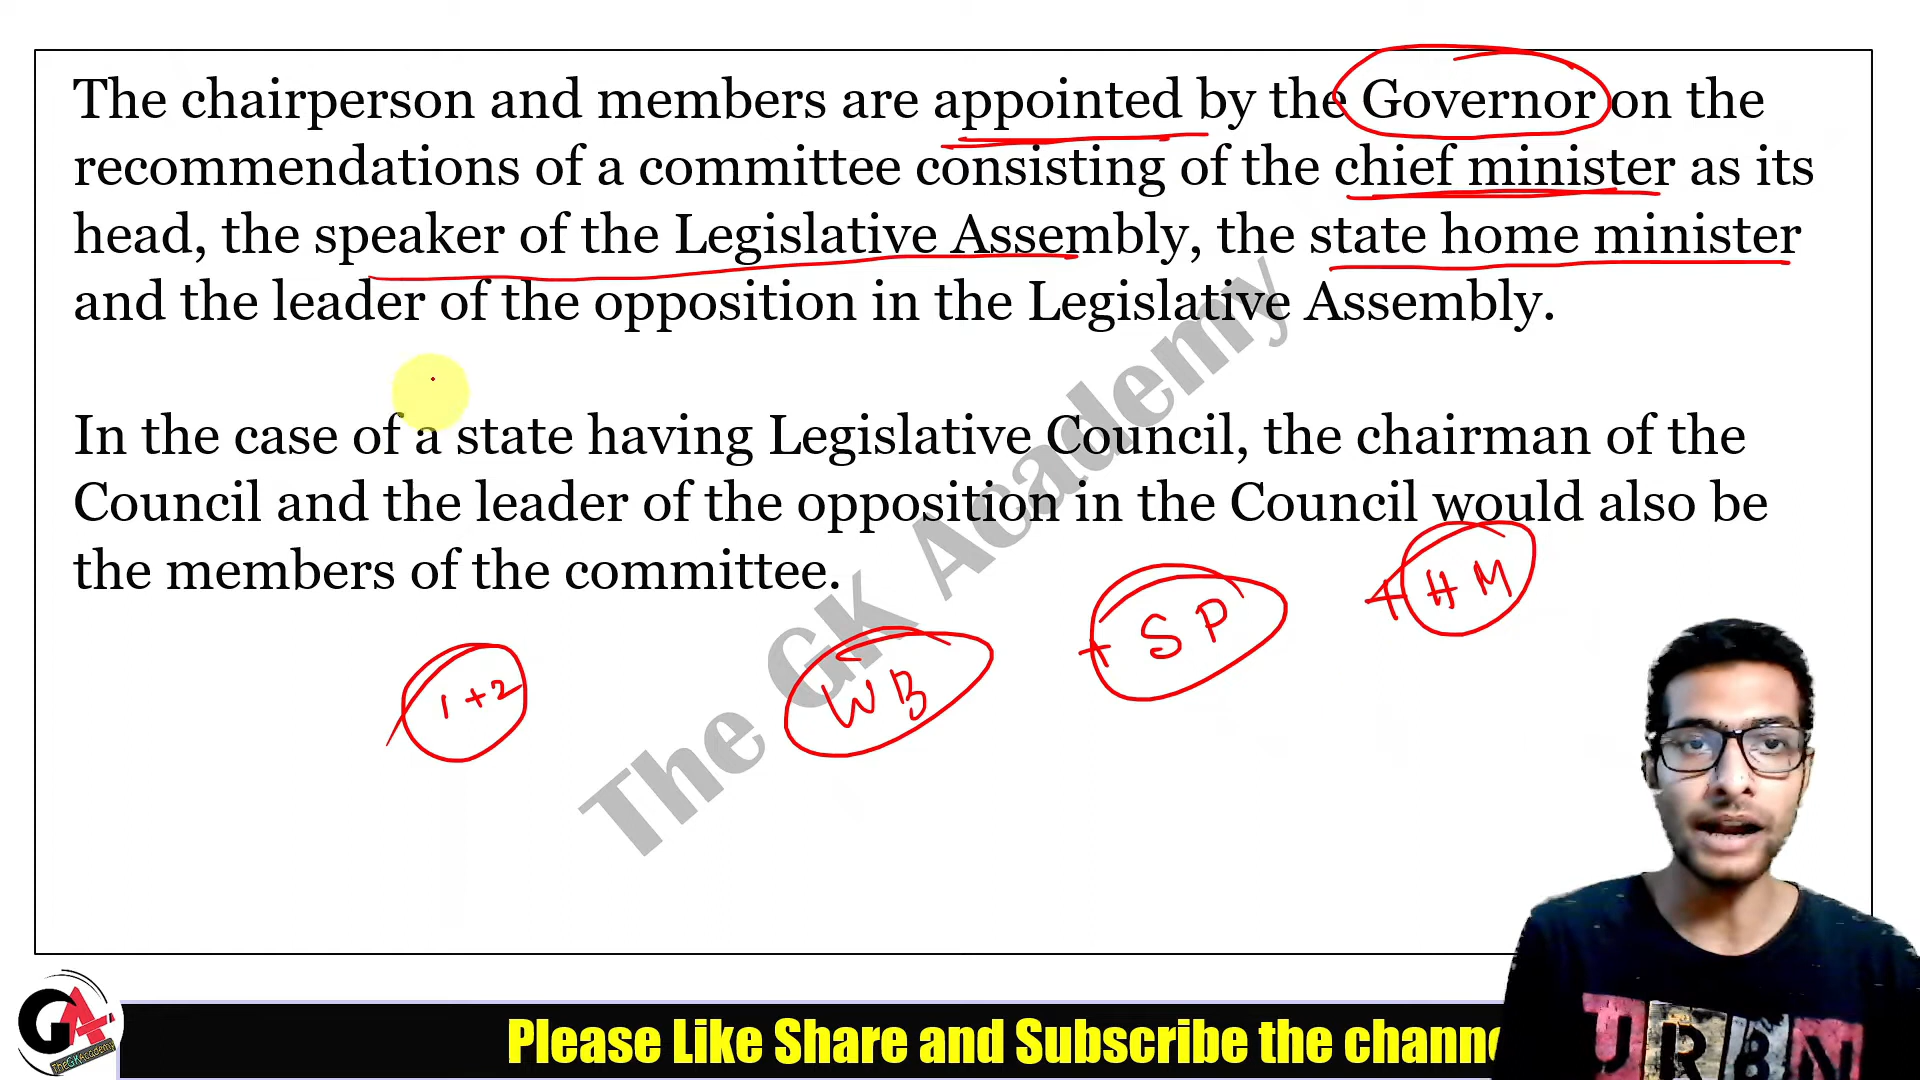 The chairperson and members are appointed by the Governor on the
recommendations of a committee consisting of the chief minister as its
head, the speaker of the Legislative Assembly, the state home minister
and the leader of the opposition in the Legislative Assembly.
In the case of a state having Legislative Council, the chairman of the
Council and the leader of the opposition in the Council would also be
the members of the committee.
1+2
WB
+ SP
+ HM
The GK Academy
GA
TheGKAcademy
Please Like Share and Subscribe the channe
URBN